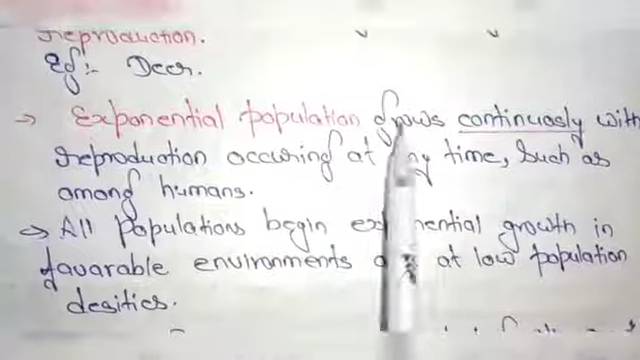 reproduction.
Eg:- Deer.
→ Exponential population grows continuosly with
reproduction occuring at time, such as
among humans.
⇒ All populations begin growth in
favarable environments at low population
desities.